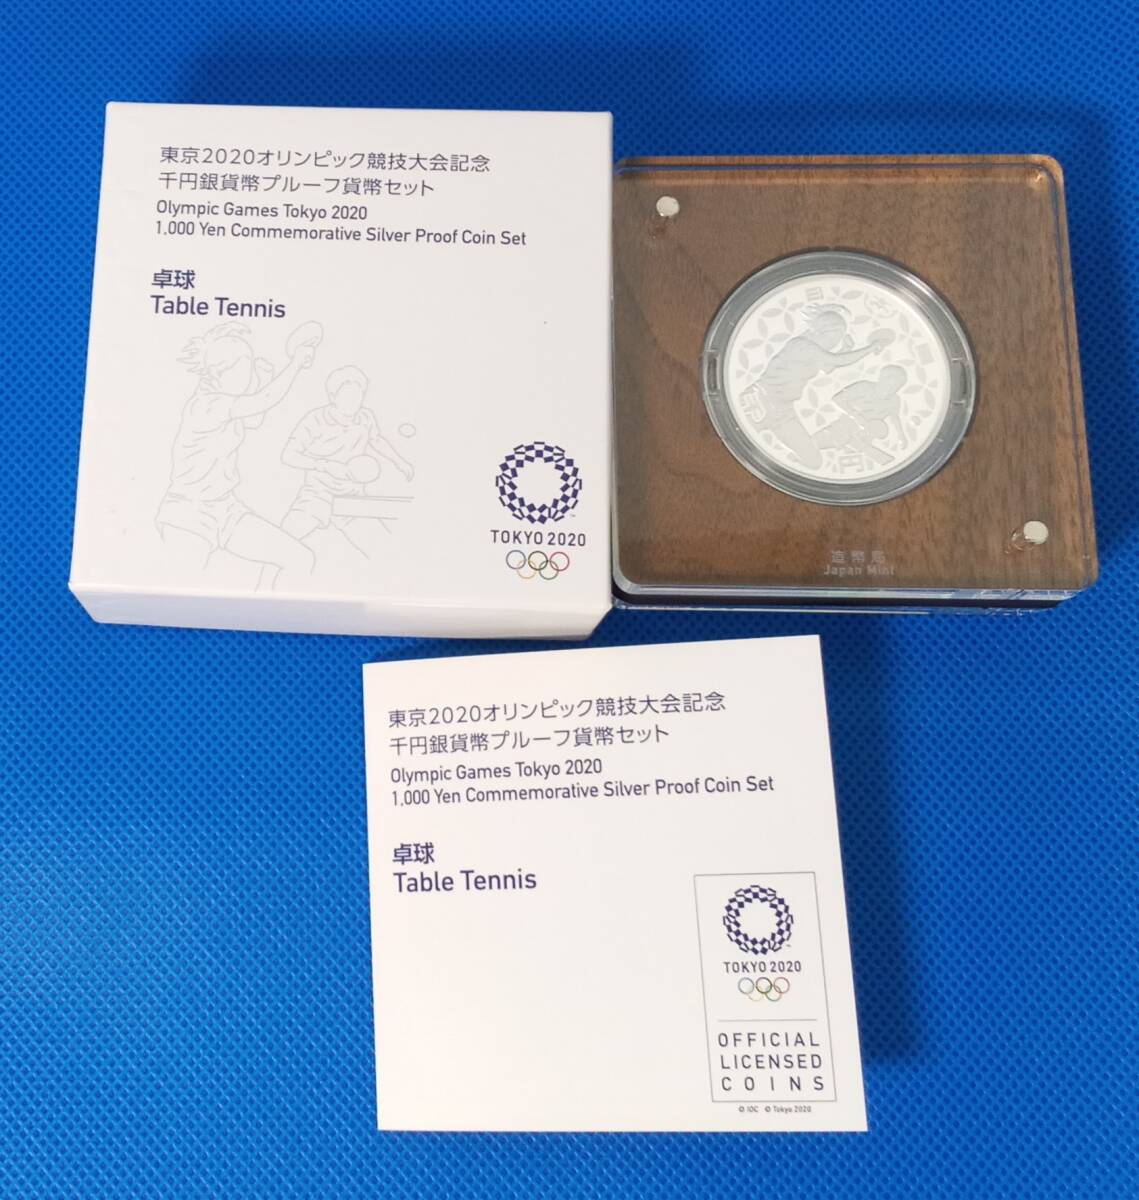 東京2020オリンピック競技大会記念
千円銀貨幣プルーフ貨幣セット
Olympic Games Tokyo 2020
1,000 Yen Commemorative Silver Proof Coin Set
卓球
Table Tennis
TOKYO 2020
造幣局
Japan Mint
東京2020オリンピック競技大会記念
千円銀貨幣プルーフ貨幣セット
Olympic Games Tokyo 2020
1,000 Yen Commemorative Silver Proof Coin Set
卓球
Table Tennis
TOKYO 2020
OFFICIAL
LICENSED
COINS
© IOC © Tokyo 2020